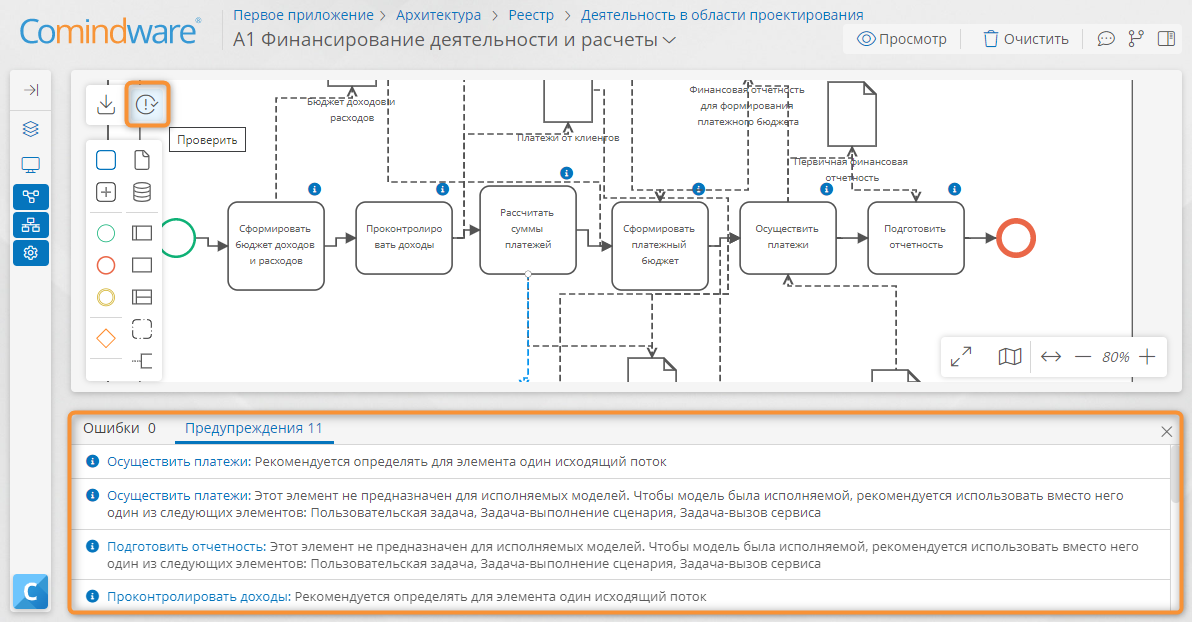 Comindware®
Первое приложение > Архитектура > Реестр > Деятельность в области проектирования
A1 Финансирование деятельности и расчеты
Просмотр
Очистить
Проверить
Бюджет доходов и
расходов
Платежи от клиентов
Финансовая отчетность
для формирования
платежного бюджета
Первичная финансовая
отчетность
Сформировать
бюджет доходов
и расходов
Проконтролиро
вать доходы
Рассчитать
суммы
платежей
Сформировать
платежный
бюджет
Осуществить
платежи
Подготовить
отчетность
80%
Ошибки 0
Предупреждения 11
Осуществить платежи: Рекомендуется определять для элемента один исходящий поток
Осуществить платежи: Этот элемент не предназначен для исполняемых моделей. Чтобы модель была исполняемой, рекомендуется использовать вместо него
один из следующих элементов: Пользовательская задача, Задача-выполнение сценария, Задача-вызов сервиса
Подготовить отчетность: Этот элемент не предназначен для исполняемых моделей. Чтобы модель была исполняемой, рекомендуется использовать вместо него
один из следующих элементов: Пользовательская задача, Задача-выполнение сценария, Задача-вызов сервиса
Проконтролировать доходы: Рекомендуется определять для элемента один исходящий поток
C